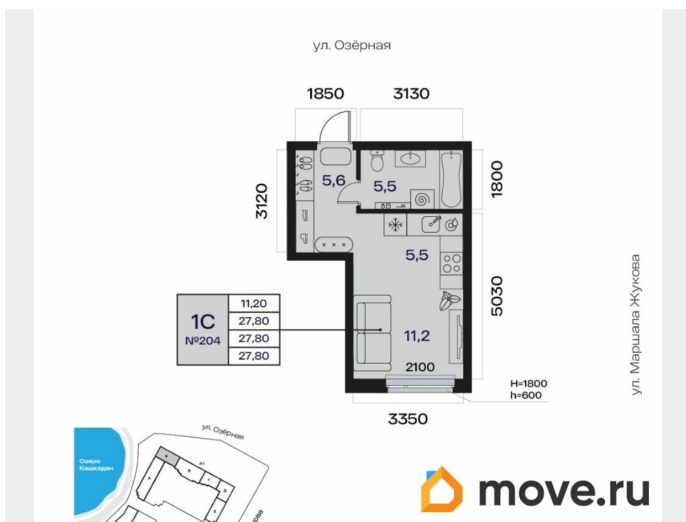 ул. Озёрная
1850
3130
3120
5,6
5,5
1800
5,5
5030
ул. Маршала Жукова
1С
№204
11,20
27,80
27,80
27,80
11,2
2100
H=1800
h=600
3350
ул. Озёрная
Озеро
Кашкадан
move.ru